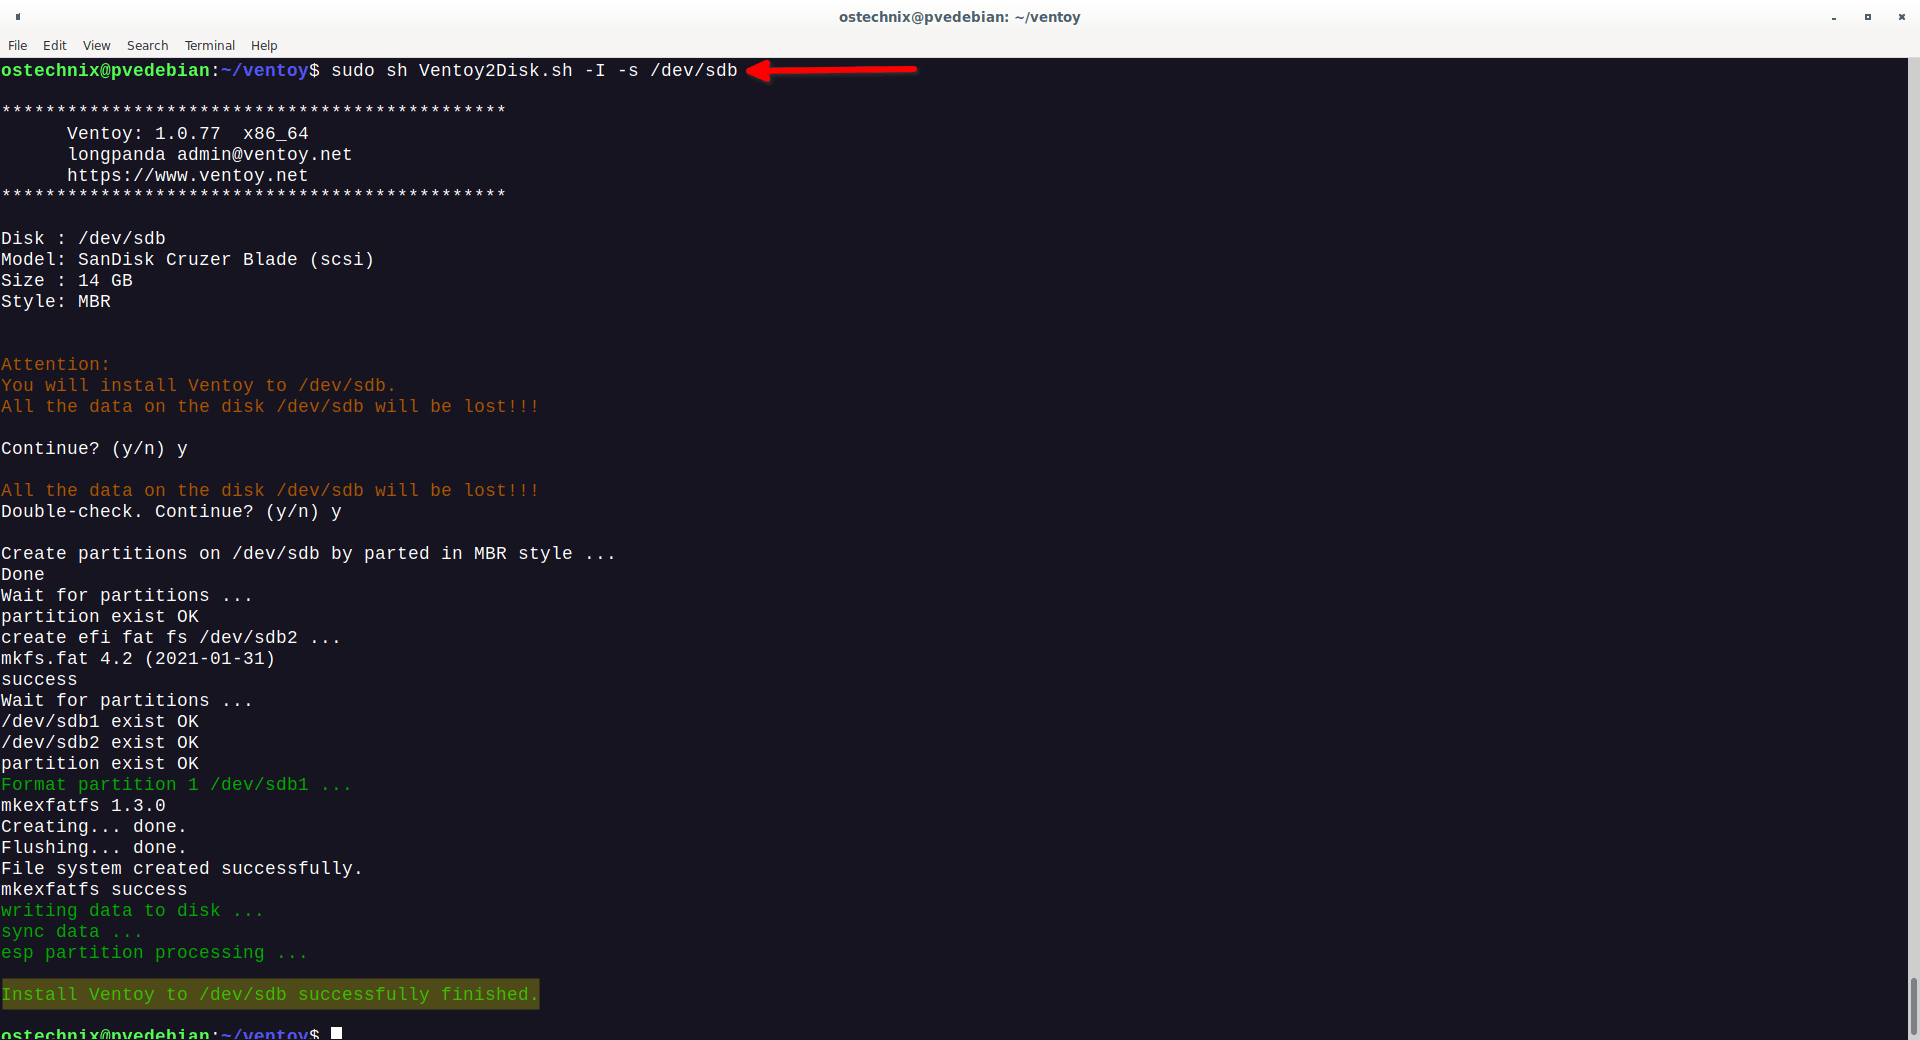 ostechnix@pvedebian: ~/ventoy
File Edit View Search Terminal Help
ostechnix@pvedebian:~/ventoy$ sudo sh Ventoy2Disk.sh -I -s /dev/sdb
**********************************************
Ventoy: 1.0.77  x86_64
longpanda admin@ventoy.net
https://www.ventoy.net
**********************************************
Disk : /dev/sdb
Model: SanDisk Cruzer Blade (scsi)
Size : 14 GB
Style: MBR
Attention:
You will install Ventoy to /dev/sdb.
All the data on the disk /dev/sdb will be lost!!!
Continue? (y/n) y
All the data on the disk /dev/sdb will be lost!!!
Double-check. Continue? (y/n) y
Create partitions on /dev/sdb by parted in MBR style ...
Done
Wait for partitions ...
partition exist OK
create efi fat fs /dev/sdb2 ...
mkfs.fat 4.2 (2021-01-31)
success
Wait for partitions ...
/dev/sdb1 exist OK
/dev/sdb2 exist OK
partition exist OK
Format partition 1 /dev/sdb1 ...
mkexfatfs 1.3.0
Creating... done.
Flushing... done.
File system created successfully.
mkexfatfs success
writing data to disk ...
sync data ...
esp partition processing ...
Install Ventoy to /dev/sdb successfully finished.
ostechnix@pvedebian:~/ventoy$